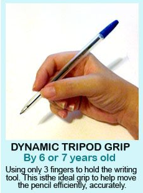 DYNAMIC TRIPOD GRIP
By 6 or 7 years old
Using only 3 fingers to hold the writing
tool. This isthe ideal grip to help move
the pencil efficiently, accurately.